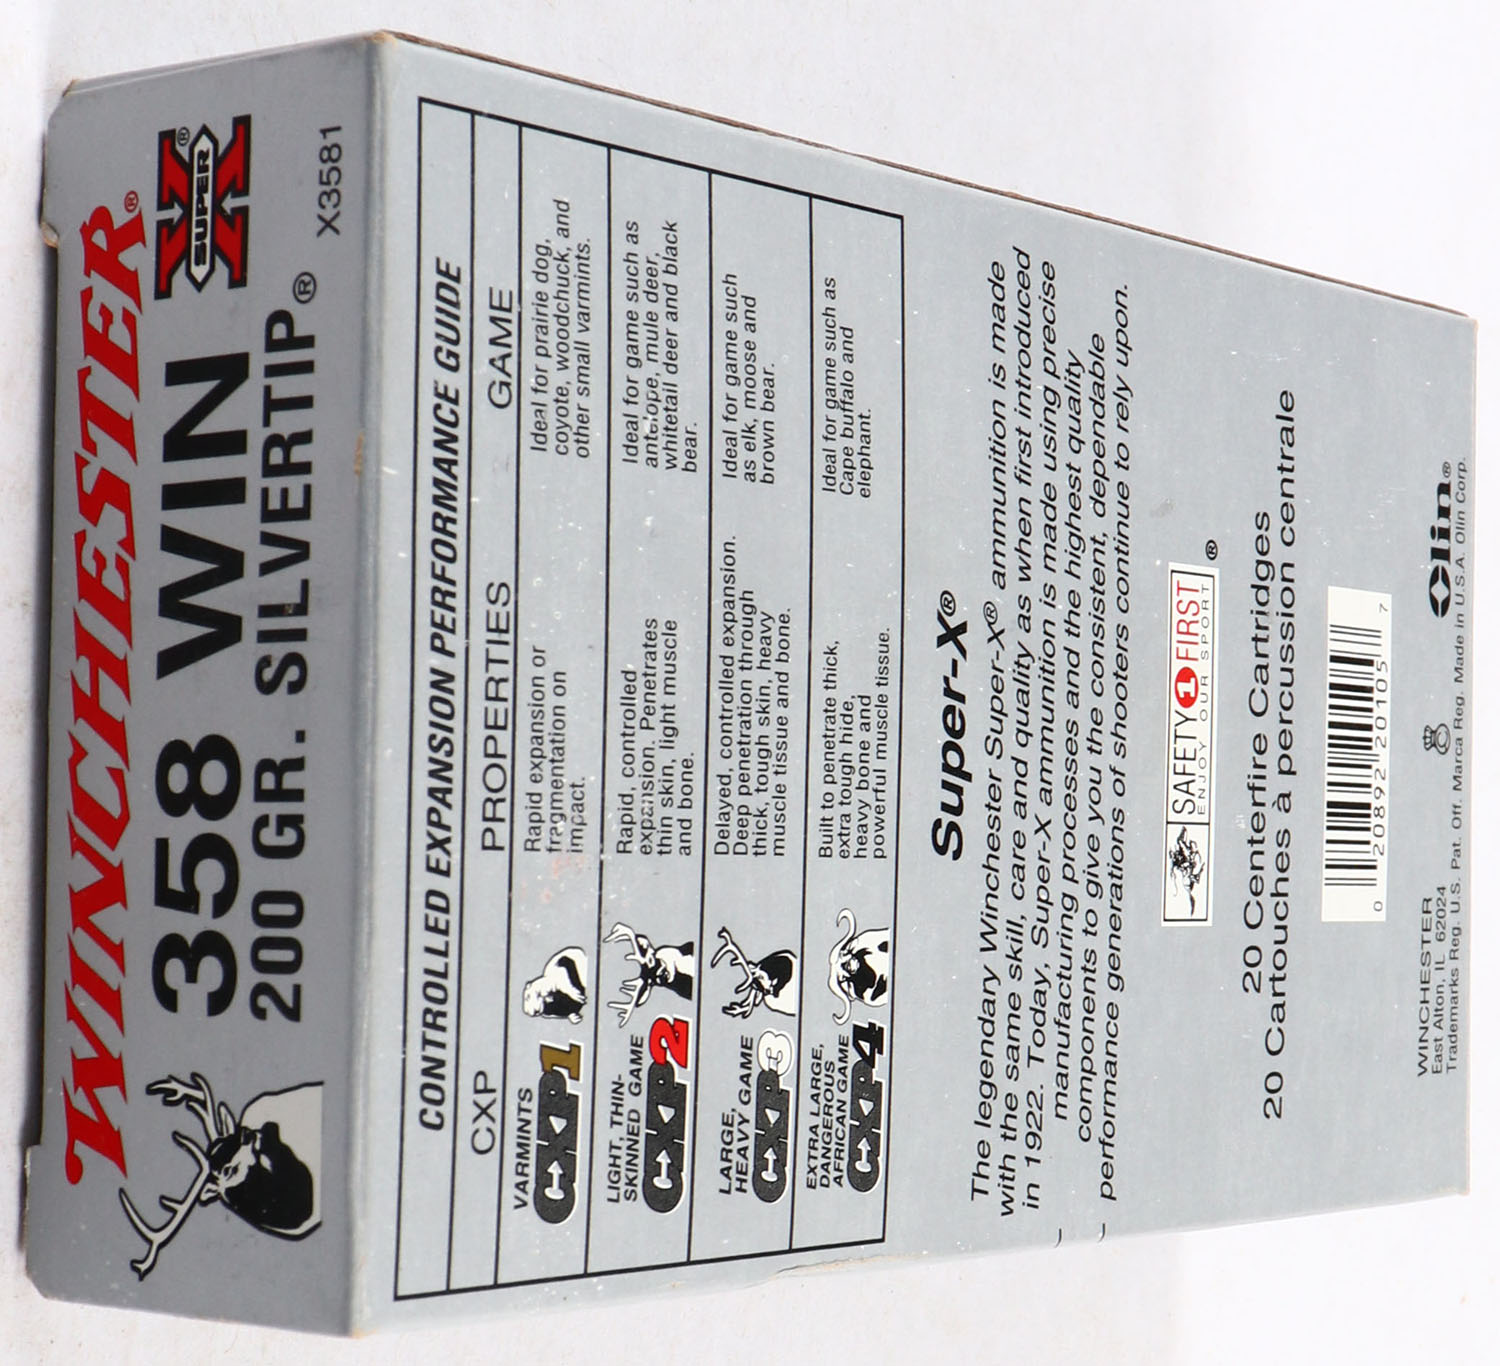 WINCHESTER®
SUPER X®
358 WIN
200 GR. SILVERTIP®
X3581
CONTROLLED EXPANSION PERFORMANCE GUIDE
CXP PROPERTIES GAME
VARMINTS
CXP1
Rapid expansion or
fragmentation on
impact.
Ideal for prairie dog,
coyote, woodchuck, and
other small varmints.
LIGHT, THIN-
SKINNED GAME
CXP2
Rapid, controlled
expansion. Penetrates
thin skin, light muscle
and bone.
Ideal for game such as
antelope, mule deer,
whitetail deer and black
bear.
LARGE,
HEAVY GAME
CXP3
Delayed, controlled expansion.
Deep penetration through
thick, tough skin, heavy
muscle tissue and bone.
Ideal for game such
as elk, moose and
brown bear.
EXTRA LARGE,
DANGEROUS
AFRICAN GAME
CXP4
Built to penetrate thick,
extra tough hide,
heavy bone and
powerful muscle tissue.
Ideal for game such as
Cape buffalo and
elephant.
Super-X®
The legendary Winchester Super-X® ammunition is made
with the same skill, care and quality as when first introduced
in 1922. Today, Super-X ammunition is made using precise
manufacturing processes and the highest quality
components to give you the consistent, dependable
performance generations of shooters continue to rely upon.
SAFETY 1 FIRST
ENJOY OUR SPORT
®
20 Centerfire Cartridges
20 Cartouches à percussion centrale
0 20892 20105 7
WINCHESTER
East Alton, IL 62024
Trademarks Reg. U.S. Pat. Off. Marca Reg. Made in U.S.A. Olin Corp.
Olin®